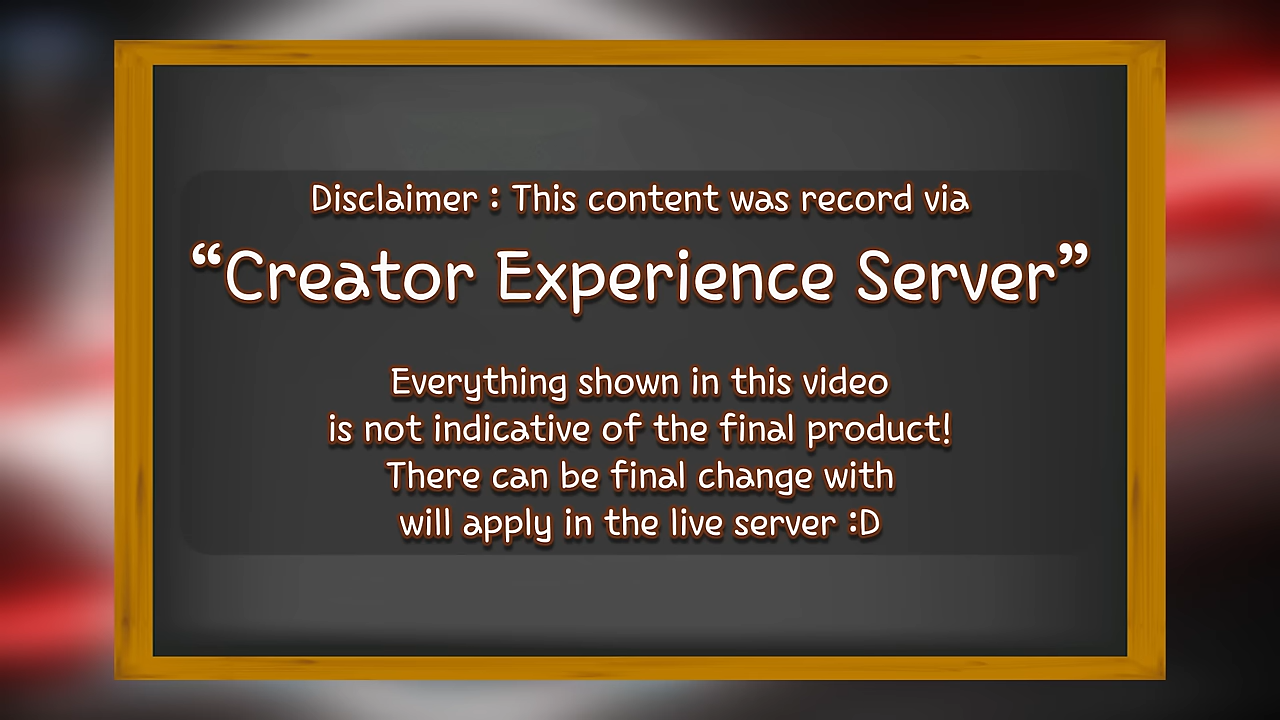 Disclaimer : This content was record via
“Creator Experience Server”
Everything shown in this video
is not indicative of the final product!
There can be final change with
will apply in the live server :D